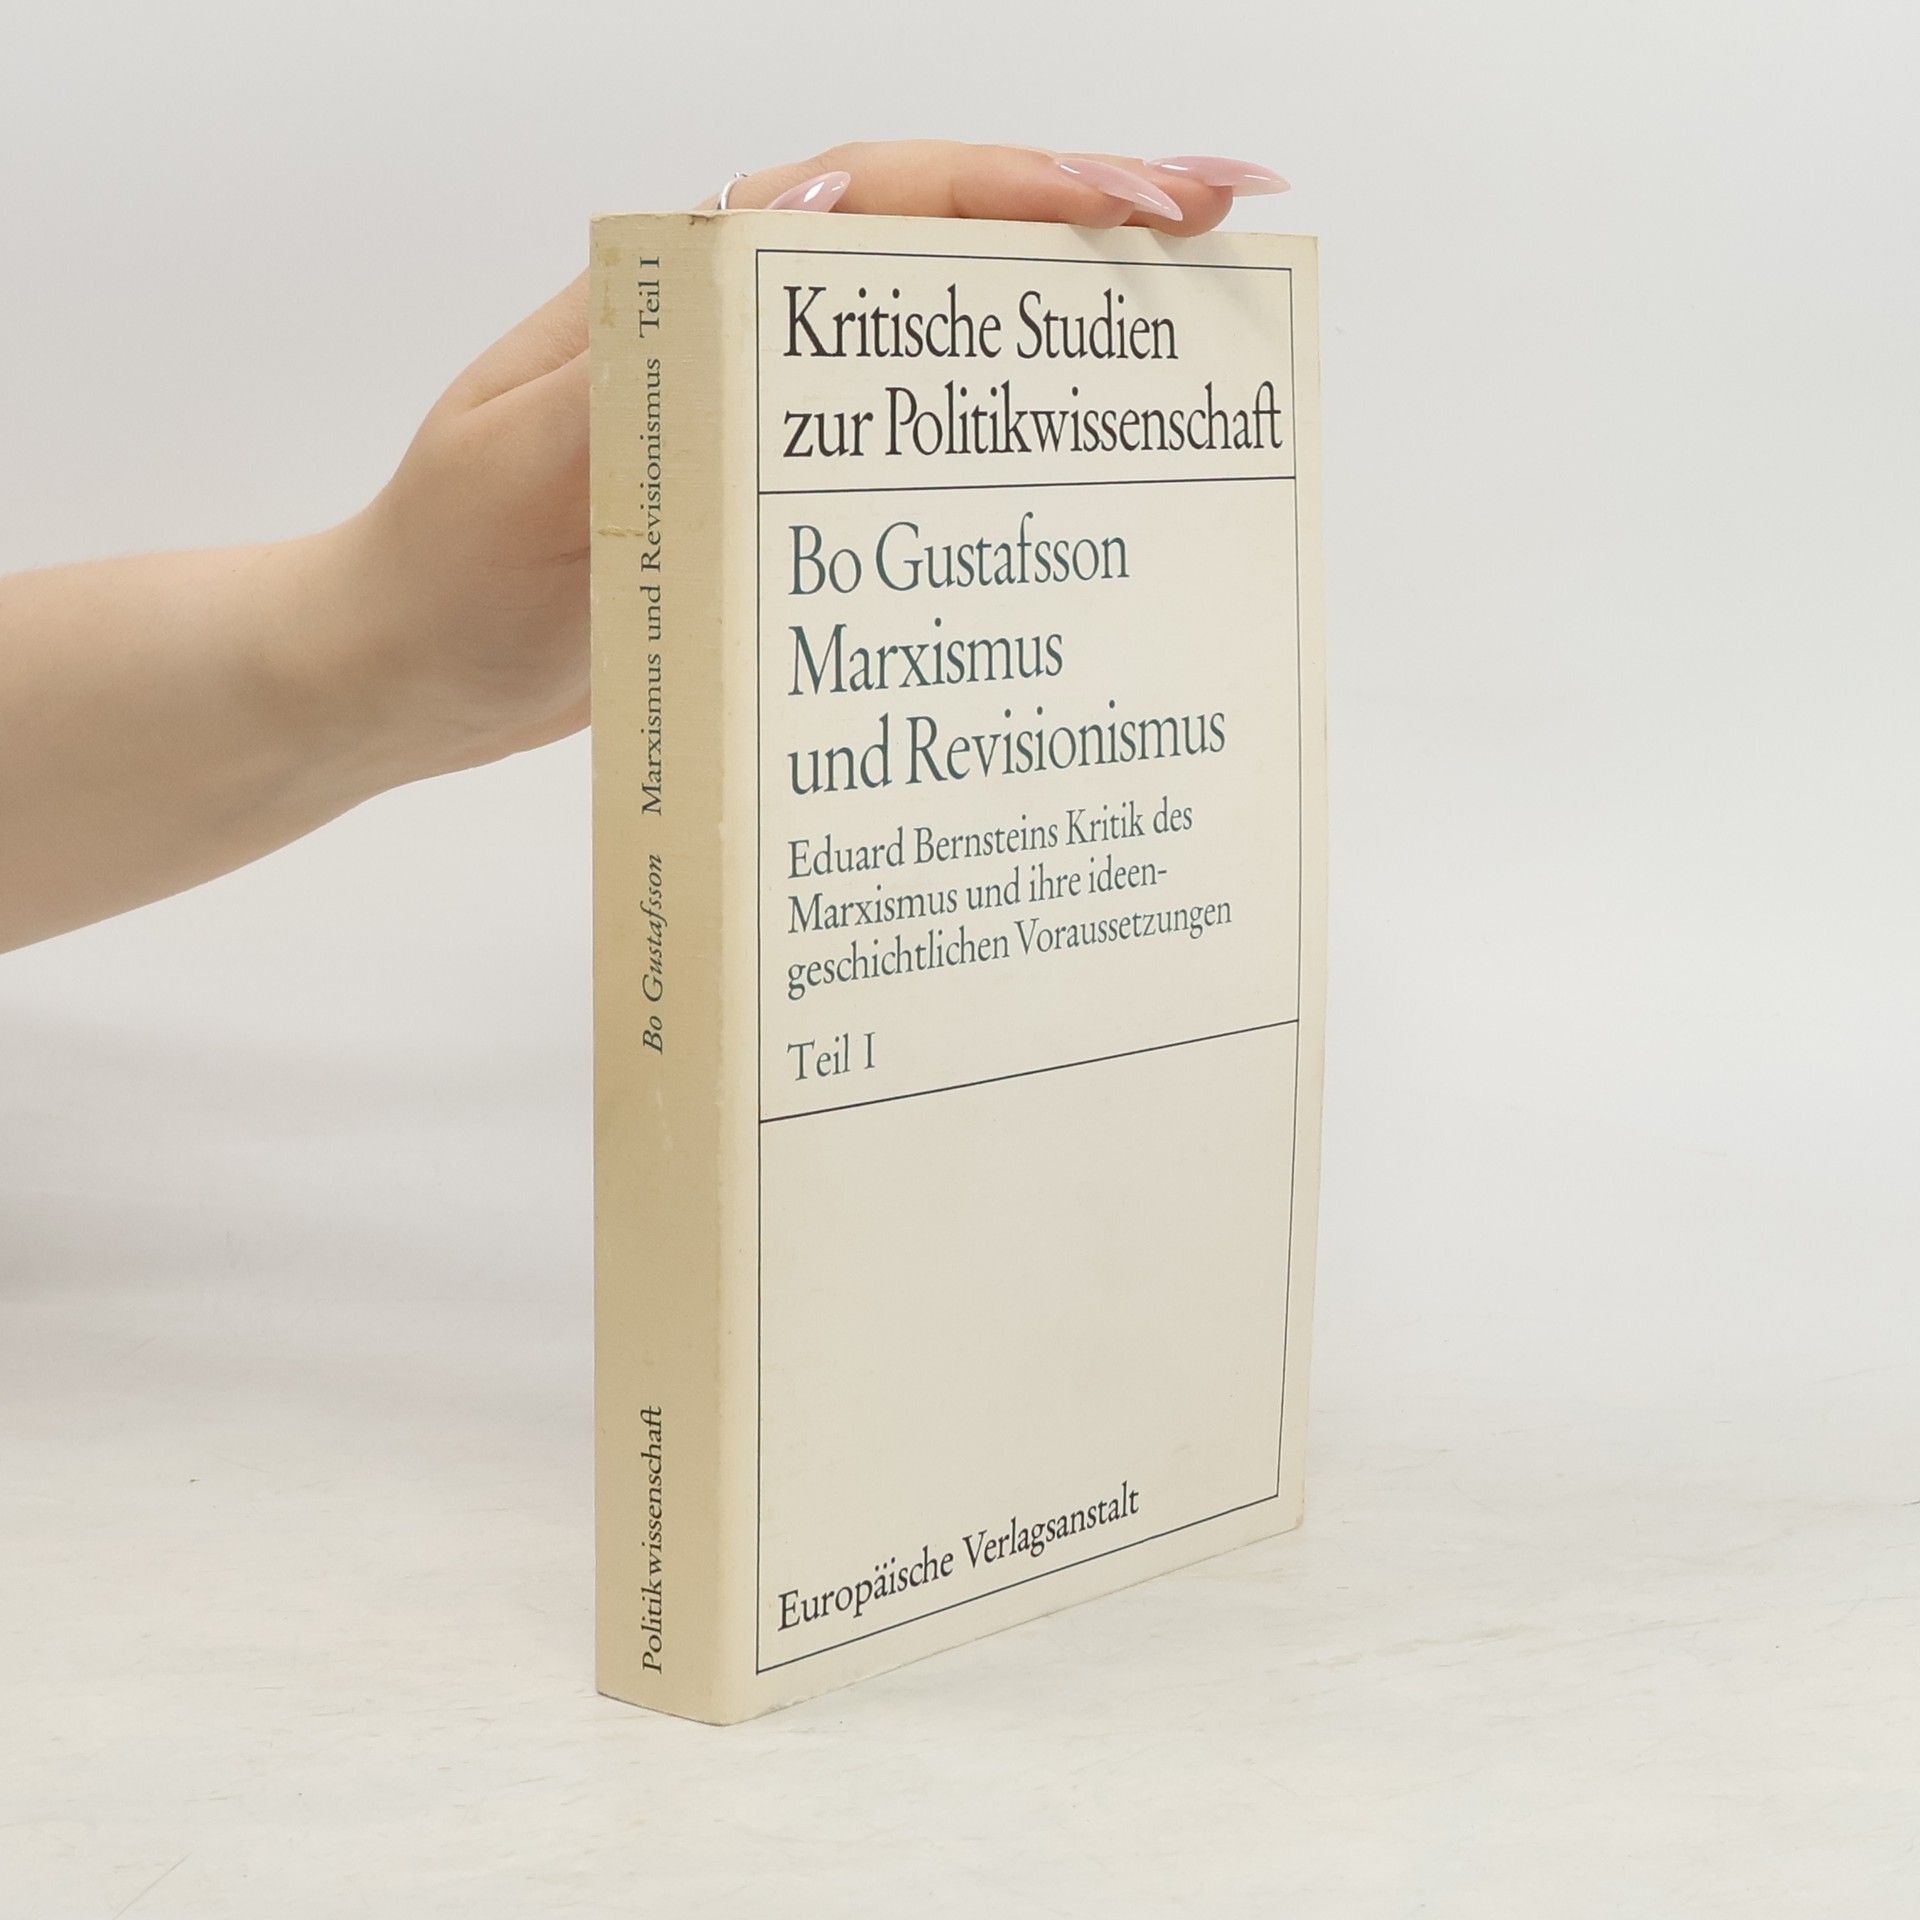 Kritische Studien
zur Politikwissenschaft
Bo Gustafsson
Marxismus
und Revisionismus
Eduard Bernsteins Kritik des
Marxismus und ihre ideen-
geschichtlichen Voraussetzungen
Teil I
Europäische Verlagsanstalt
Politikwissenschaft Bo Gustafsson Marxismus und Revisionismus Teil I